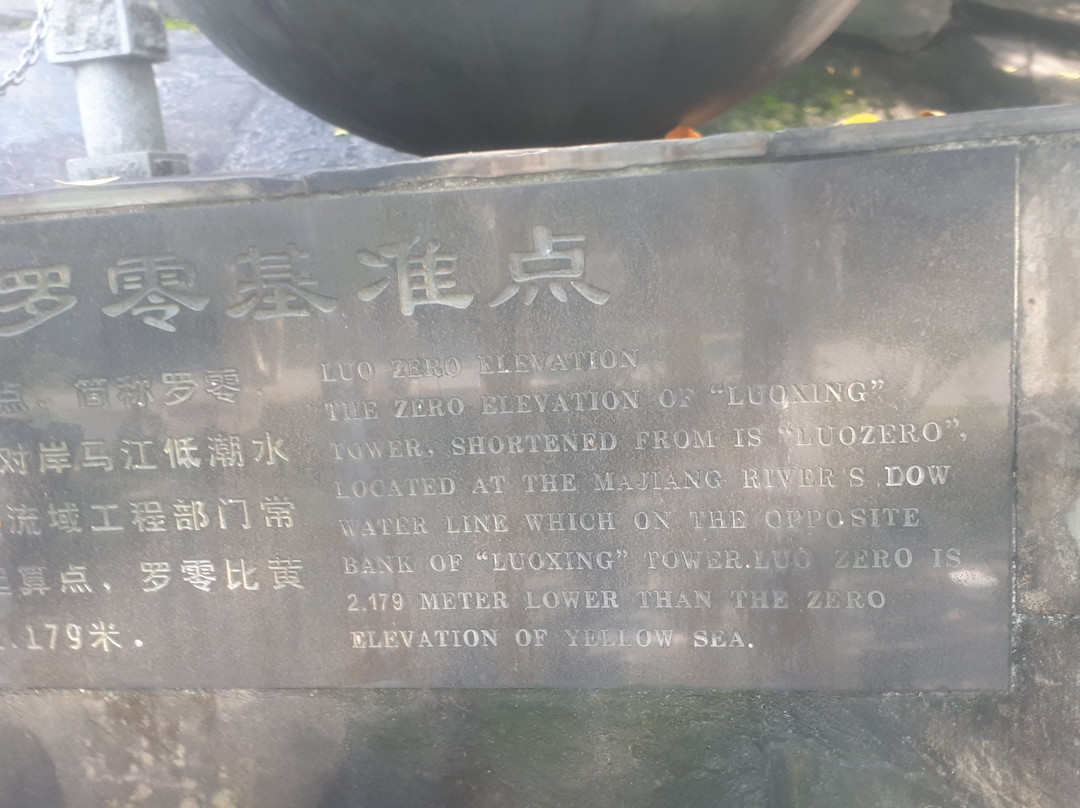 罗零基准点
点，简称罗零，
对岸马江低潮水
流域工程部门常
算点，罗零比黄
.179米.
LUO ZERO ELEVATION
THE ZERO ELEVATION OF "LUOXING"
TOWER, SHORTENED FROM IS "LUOZERO",
LOCATED AT THE MAJIANG RIVER'S DOW
WATER LINE WHICH ON THE OPPOSITE
BANK OF "LUOXING" TOWER.LUO ZERO IS
2.179 METER LOWER THAN THE ZERO
ELEVATION OF YELLOW SEA.